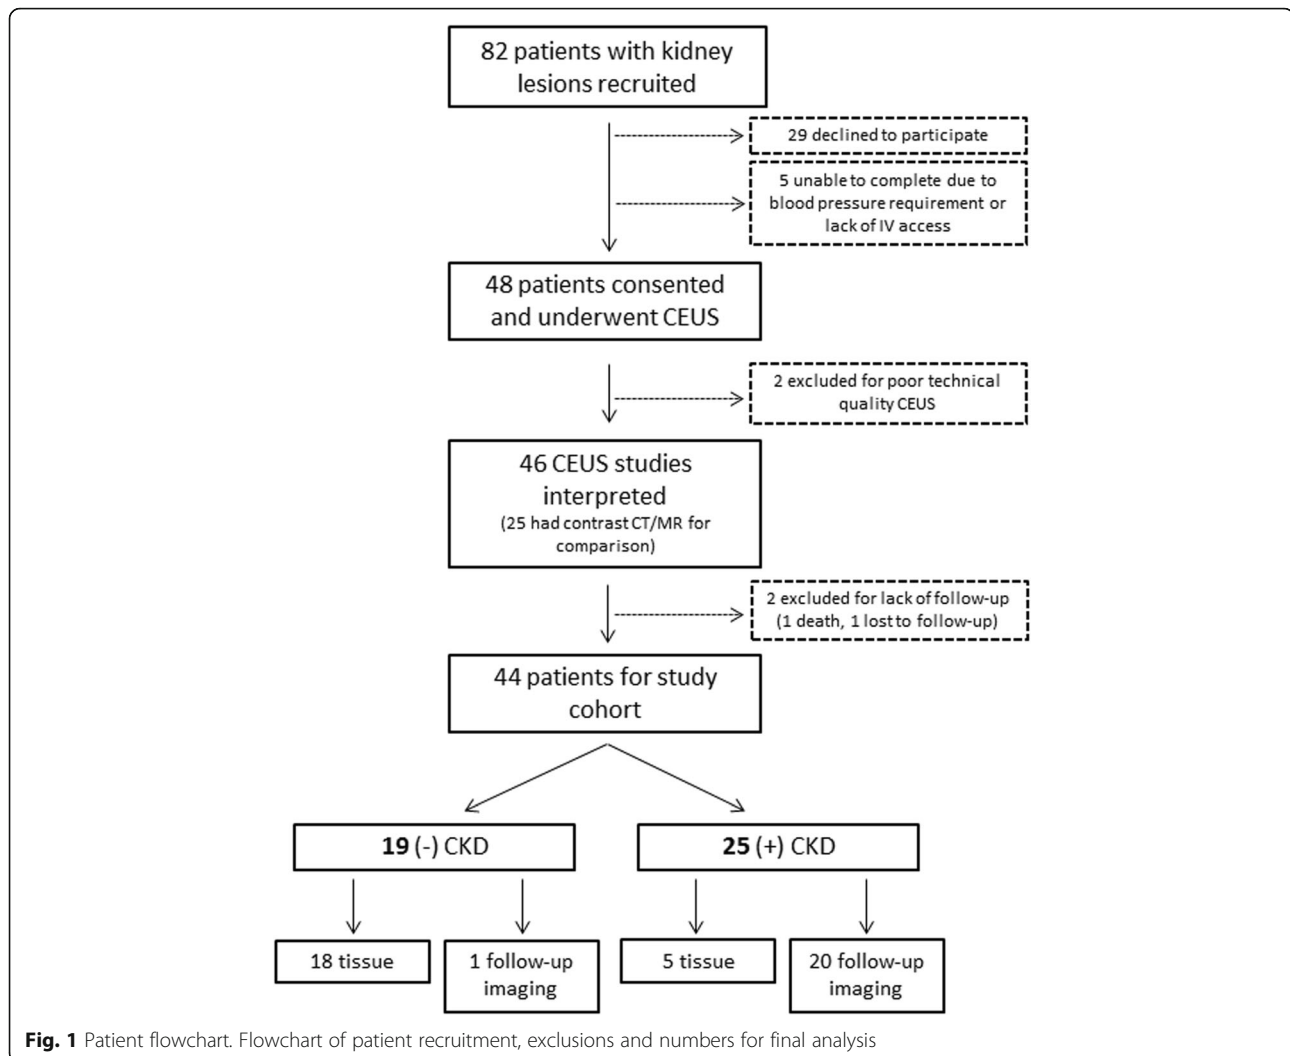 82 patients with kidney
lesions recruited
29 declined to participate
5 unable to complete due to
blood pressure requirement or
lack of IV access
48 patients consented
and underwent CEUS
2 excluded for poor technical
quality CEUS
46 CEUS studies
interpreted
(25 had contrast CT/MR for
comparison)
2 excluded for lack of follow-up
(1 death, 1 lost to follow-up)
44 patients for study
cohort
19 (-) CKD
25 (+) CKD
18 tissue
1 follow-up
imaging
5 tissue
20 follow-up
imaging
Fig. 1 Patient flowchart. Flowchart of patient recruitment, exclusions and numbers for final analysis